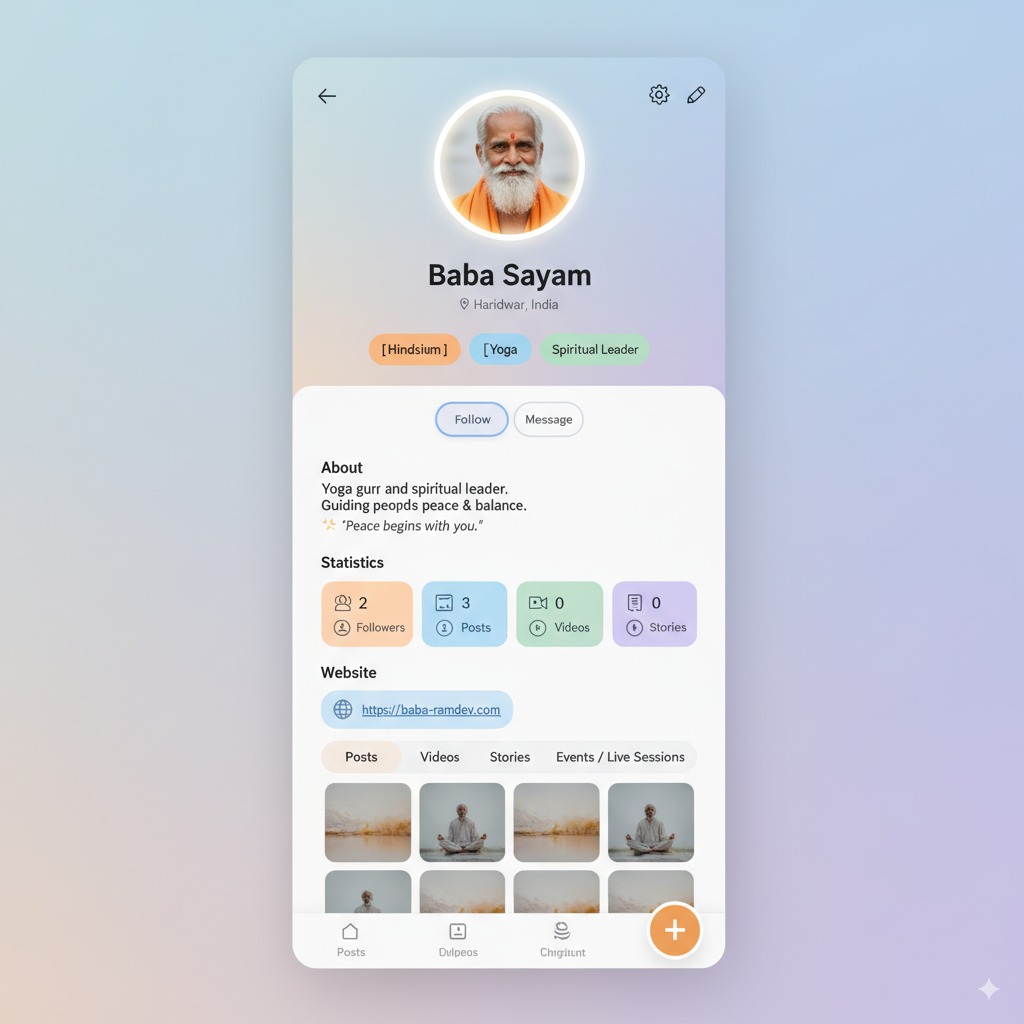 Baba Sayam
Haridwar, India
[Hindsium] [Yoga Spiritual Leader
Follow Message
About
Yoga gurr and spiritual leader.
Guiding peopds peace & balance.
"Peace begins with you."
Statistics
2 3 0 0
Followers Posts Videos Stories
Website
https://baba-ramdev.com
Posts Videos Stories Events / Live Sessions
Posts